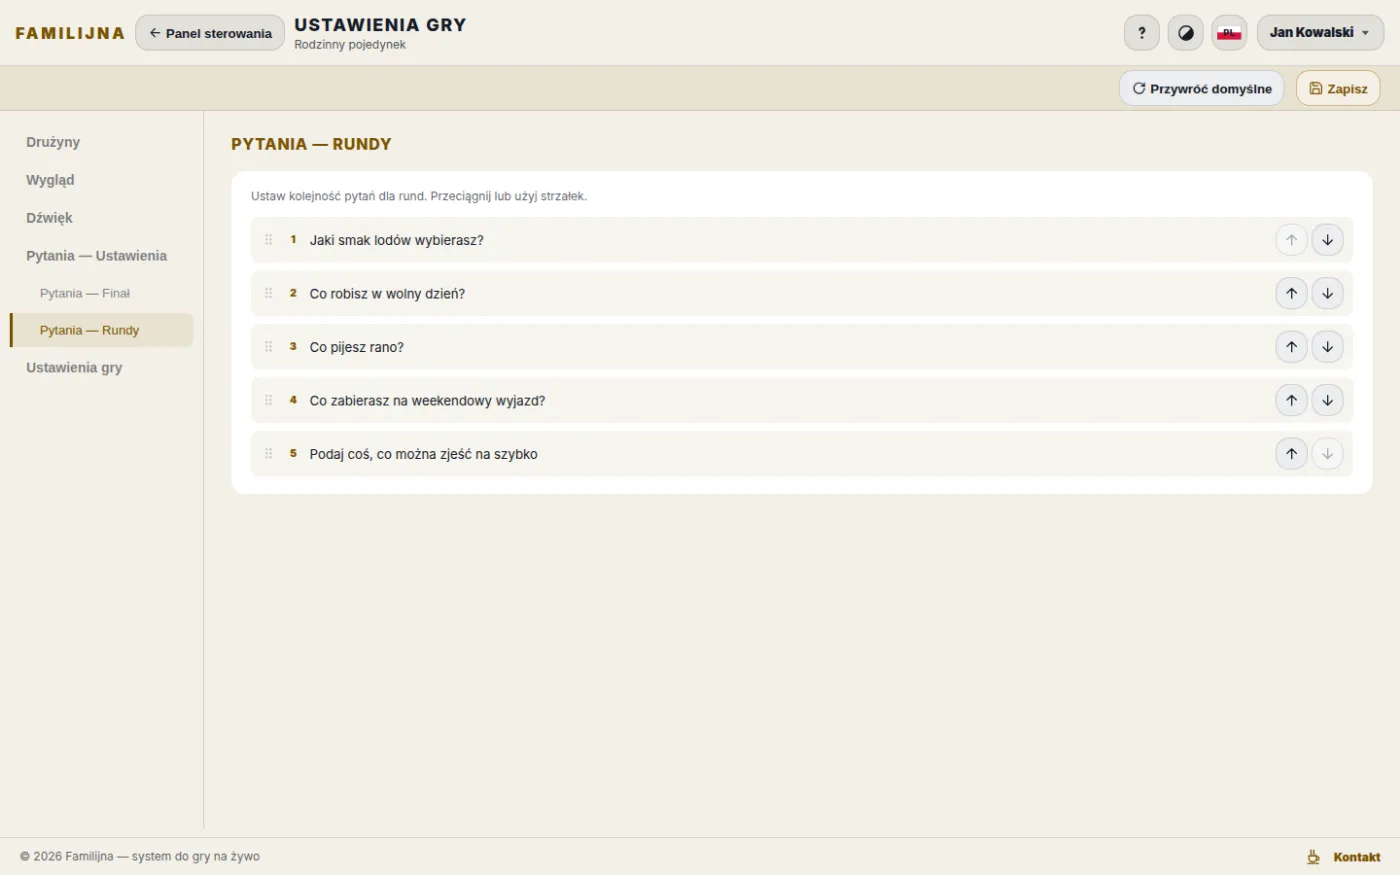 FAMILIJNA
← Panel sterowania
USTAWIENIA GRY
Rodzinny pojedynek
?
PL
Jan Kowalski
Przywróć domyślne
Zapisz
Drużyny
Wygląd
Dźwięk
Pytania — Ustawienia
Pytania — Finał
Pytania — Rundy
Ustawienia gry
PYTANIA — RUNDY
Ustaw kolejność pytań dla rund. Przeciągnij lub użyj strzałek.
1 Jaki smak lodów wybierasz?
2 Co robisz w wolny dzień?
3 Co pijesz rano?
4 Co zabierasz na weekendowy wyjazd?
5 Podaj coś, co można zjeść na szybko
© 2026 Familijna — system do gry na żywo
Kontakt